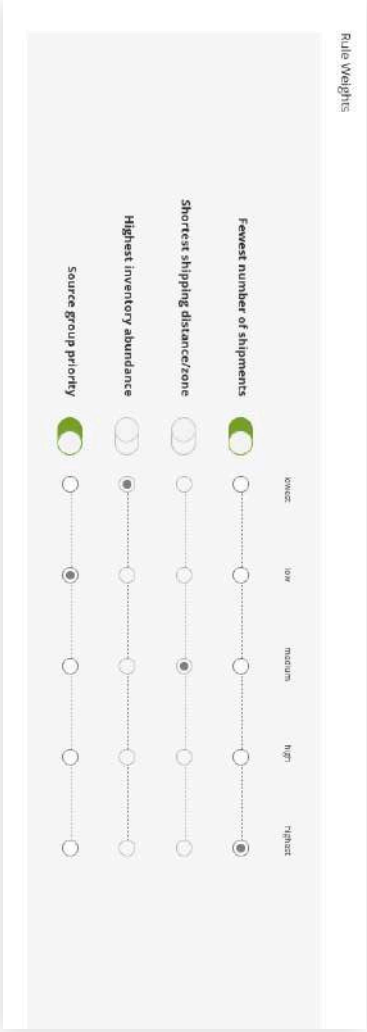 Rule Weights
lowest
low
medium
high
highest
Fewest number of shipments
Shortest shipping distance/zone
Highest inventory abundance
Source group priority